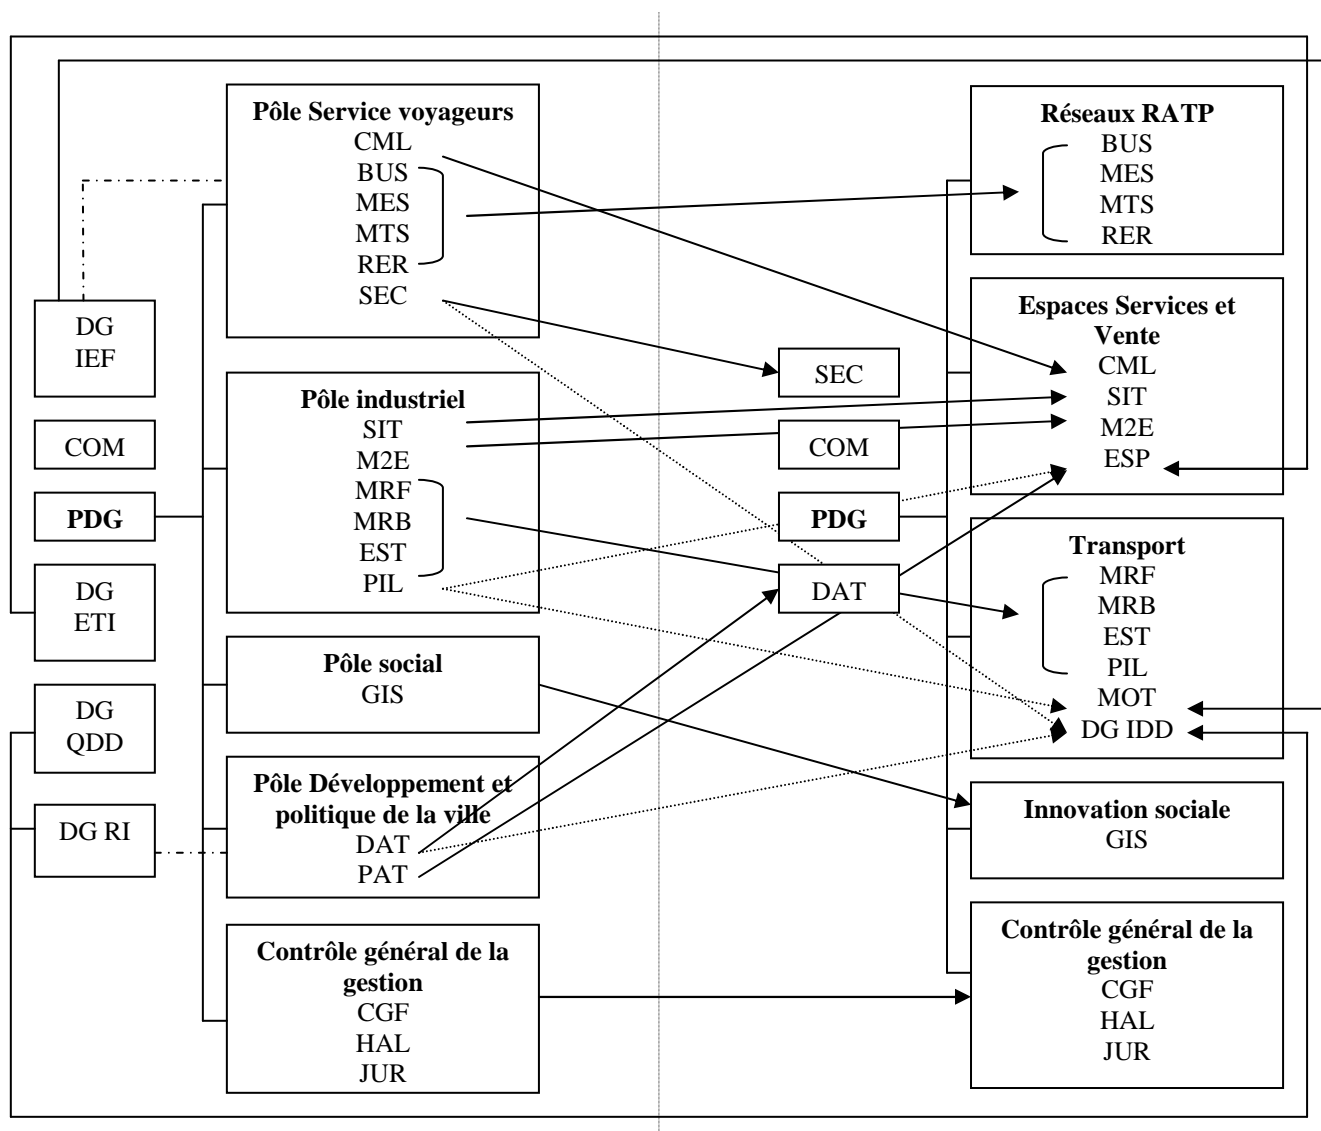 DG
IEF
COM
PDG
DG
ETI
DG
QDD
DG RI
Pôle Service voyageurs
CML
BUS
MES
MTS
RER
SEC
Pôle industriel
SIT
M2E
MRF
MRB
EST
PIL
Pôle social
GIS
Pôle Développement et
politique de la ville
DAT
PAT
Contrôle général de la
gestion
CGF
HAL
JUR
SEC
COM
PDG
DAT
Réseaux RATP
BUS
MES
MTS
RER
Espaces Services et
Vente
CML
SIT
M2E
ESP
Transport
MRF
MRB
EST
PIL
MOT
DG IDD
Innovation sociale
GIS
Contrôle général de la
gestion
CGF
HAL
JUR